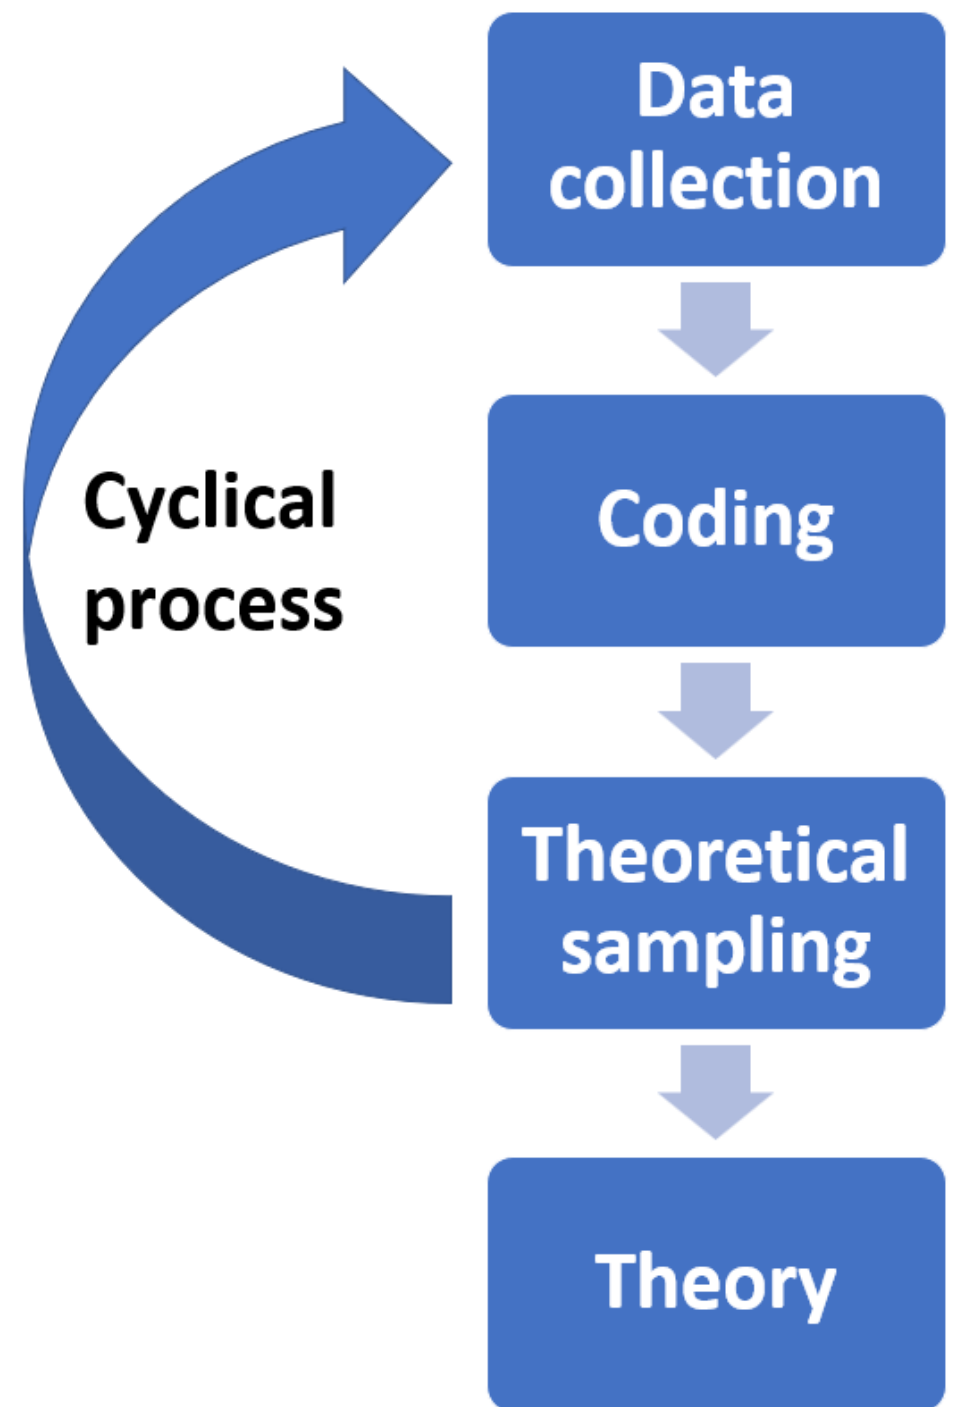 Data
collection
Coding
Cyclical
process
Theoretical
sampling
Theory